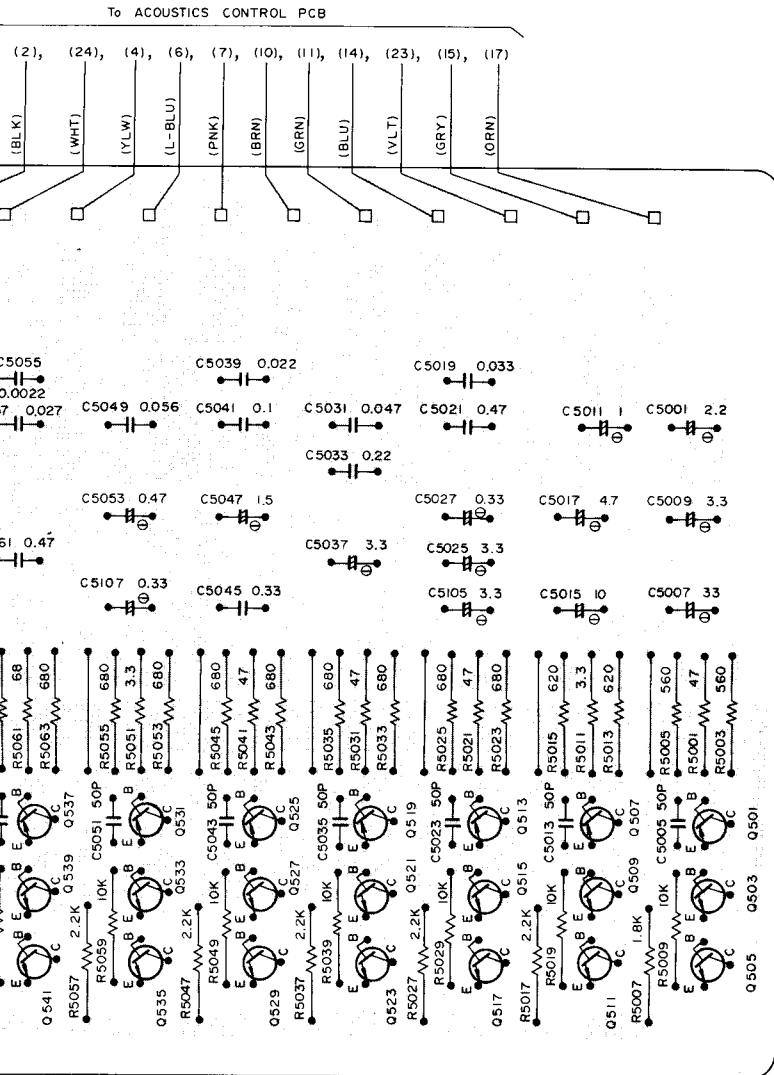 To ACOUSTICS CONTROL PCB
(2), (24), (4), (6), (7), (10), (11), (14), (23), (15), (17)
(BLK) (WHT) (YLW) (L-BLU) (PNK) (BRN) (GRN) (BLU) (VLT) (GRY) (ORN)
C5055 C5039 0.022 C5019 0.033
0.0022
7 0.027 C5049 0.056 C5041 0.1 C5031 0.047 C5021 0.47 C5011 1 C5001 2.2
C5033 0.22
C5053 0.47 C5047 1.5 C5027 0.33 C5017 4.7 C5009 3.3
61 0.47 C5037 3.3 C5025 3.3
C5107 0.33 C5045 0.33 C5105 3.3 C5015 10 C5007 33
68 680 680 3.3 680 680 47 680 680 47 680 680 47 680 620 3.3 620 560 47 560
R5061 R5063 R5055 R5051 R5053 R5045 R5041 R5043 R5035 R5031 R5033 R5025 R5021 R5023 R5015 R5011 R5013 R5005 R5001 R5003
B E C Q537 C5051 50P B E C Q531 C5043 50P B E C Q525 C5035 50P B E C Q519 C5023 50P B E C Q513 C5013 50P B E C Q507 C5005 50P B E C Q501
B E C Q539 10K B E C Q533 10K B E C Q527 10K B E C Q521 10K B E C Q515 10K B E C Q509 10K B E C Q503
2.2K 2.2K 2.2K 2.2K 2.2K 1.8K
B E C Q541 R5057 R5059 B E C Q535 R5047 R5049 B E C Q529 R5037 R5039 B E C Q523 R5027 R5029 B E C Q517 R5017 R5019 B E C Q511 R5007 R5009 B E C Q505